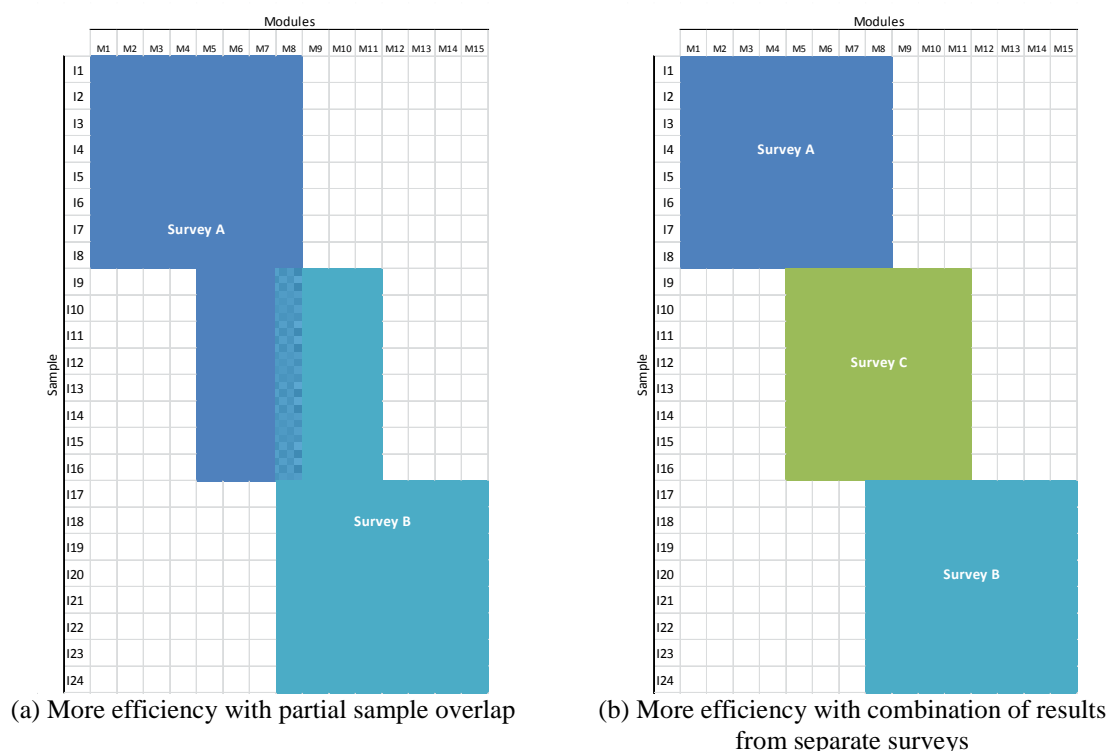 Modules
M1 M2 M3 M4 M5 M6 M7 M8 M9 M10 M11 M12 M13 M14 M15
I1
I2
I3
I4
I5
I6
I7
I8
I9
I10
I11
I12
I13
I14
I15
I16
I17
I18
I19
I20
I21
I22
I23
I24
Sample
Survey A
Survey B
(a) More efficiency with partial sample overlap
Modules
M1 M2 M3 M4 M5 M6 M7 M8 M9 M10 M11 M12 M13 M14 M15
I1
I2
I3
I4
I5
I6
I7
I8
I9
I10
I11
I12
I13
I14
I15
I16
I17
I18
I19
I20
I21
I22
I23
I24
Sample
Survey A
Survey C
Survey B
(b) More efficiency with combination of results
from separate surveys